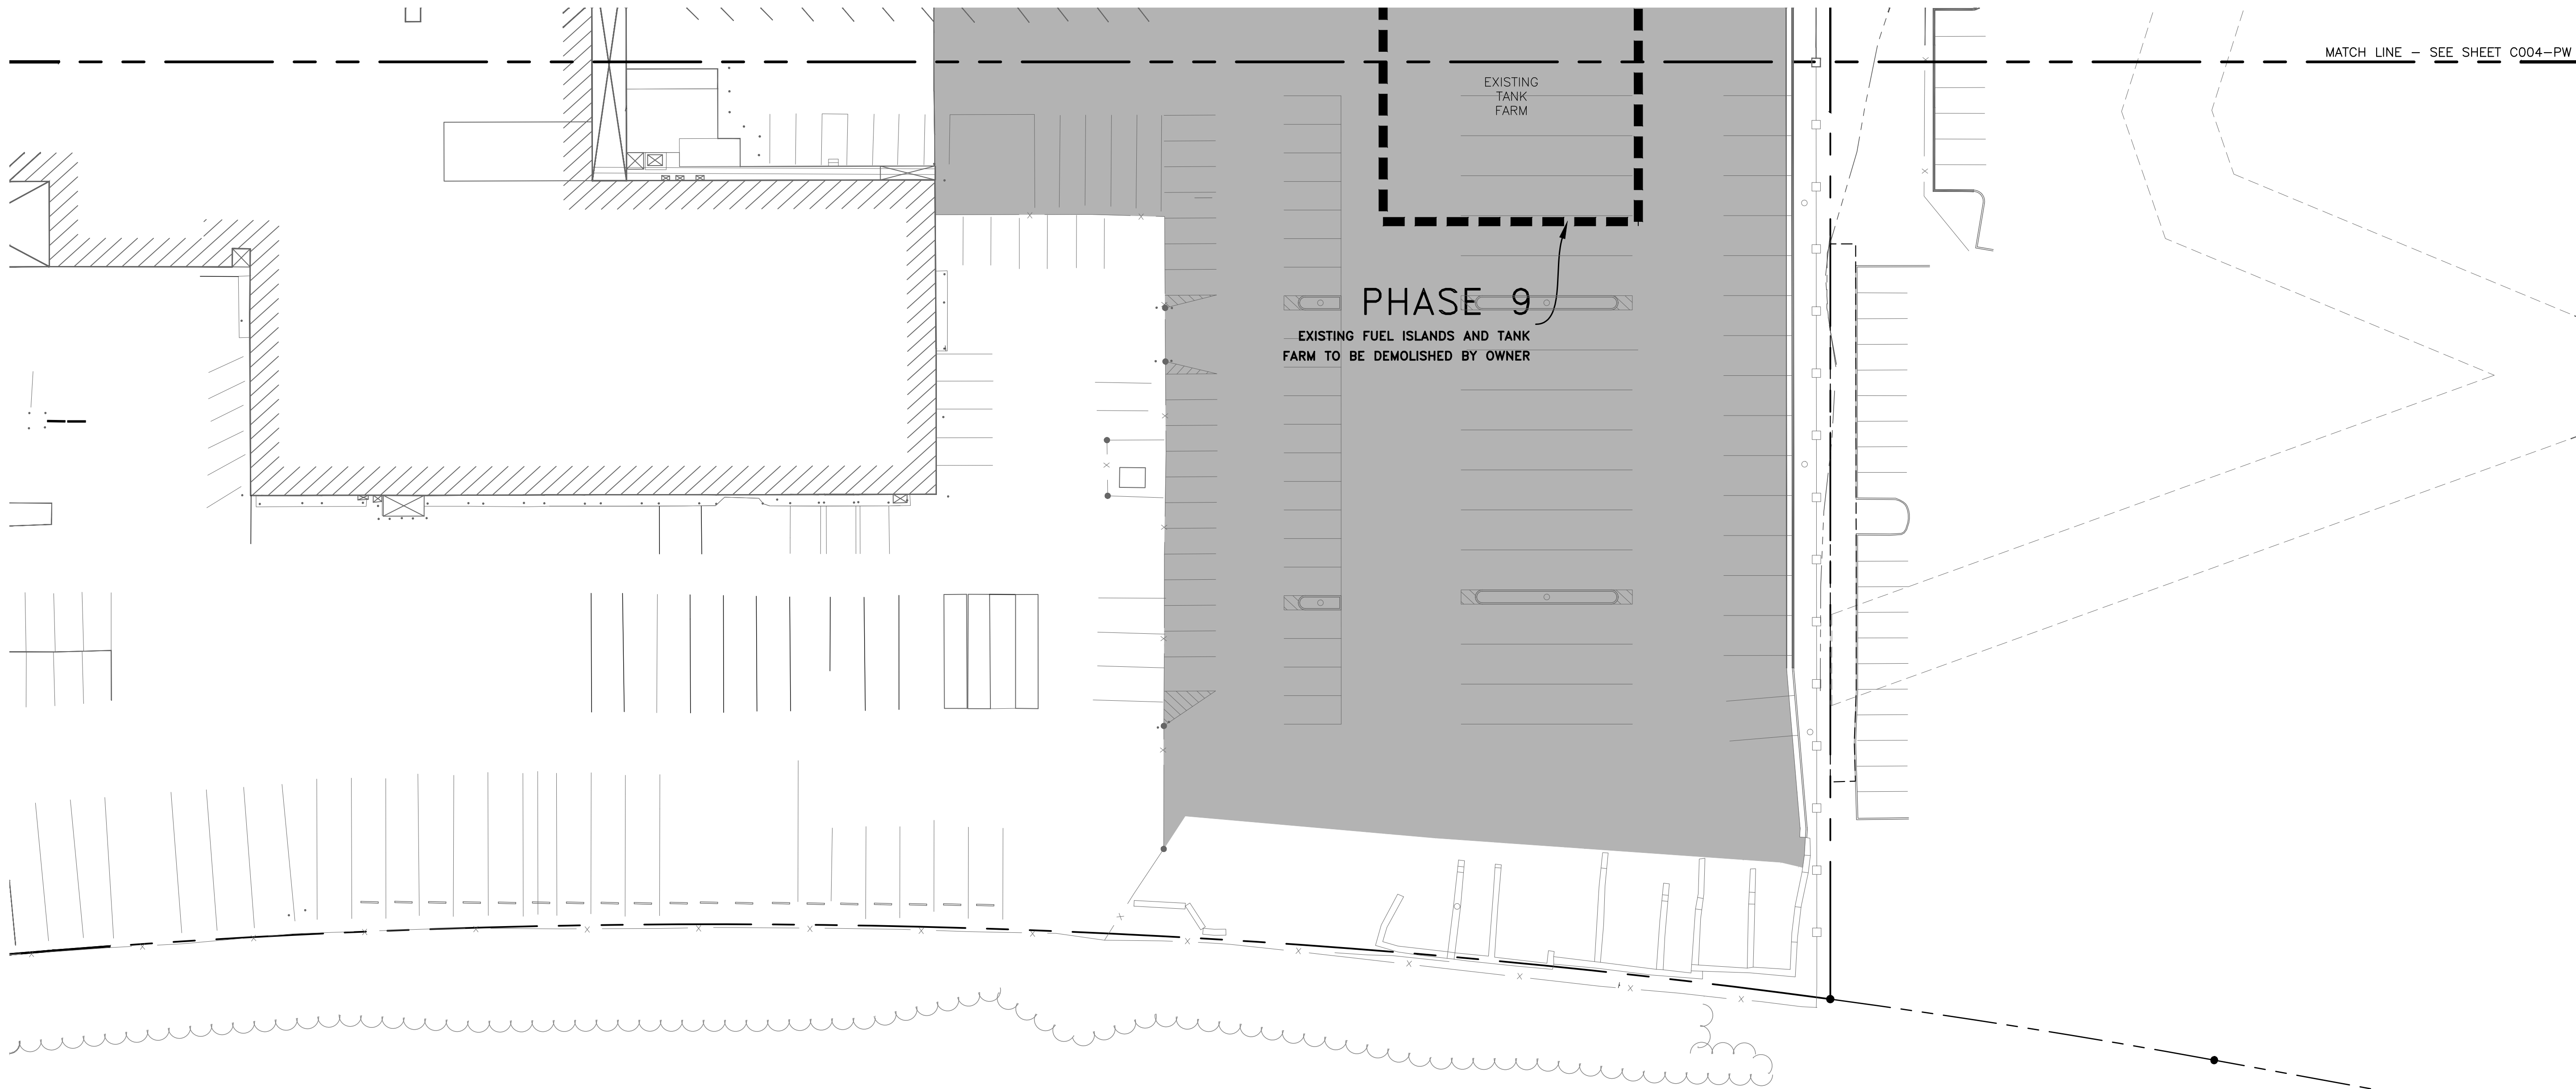 MATCH LINE - SEE SHEET C004-PW
EXISTING
TANK
FARM
PHASE 9
EXISTING FUEL ISLANDS AND TANK
FARM TO BE DEMOLISHED BY OWNER